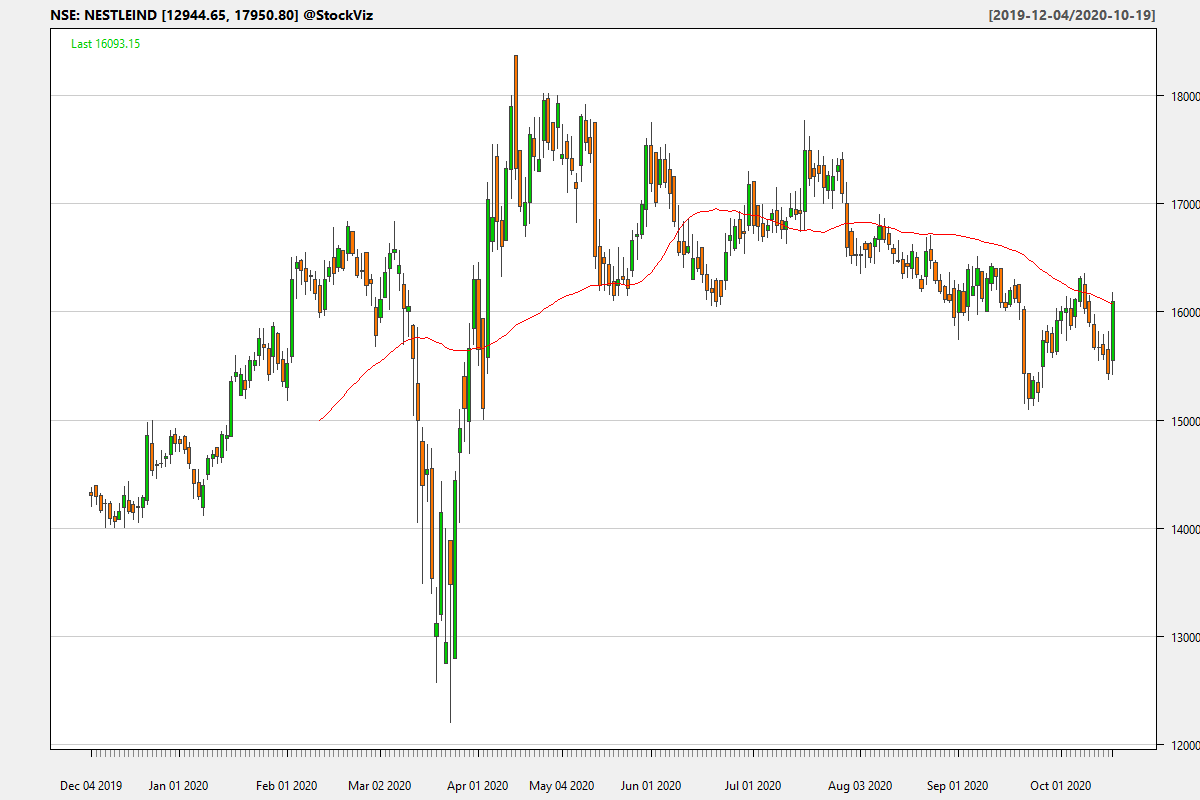 NSE: NESTLEIND [12944.65, 17950.80] @StockViz [2019-12-04/2020-10-19]
Last 16093.15
18000
17000
16000
15000
14000
13000
12000
Dec 04 2019 Jan 01 2020 Feb 01 2020 Mar 02 2020 Apr 01 2020 May 04 2020 Jun 01 2020 Jul 01 2020 Aug 03 2020 Sep 01 2020 Oct 01 2020